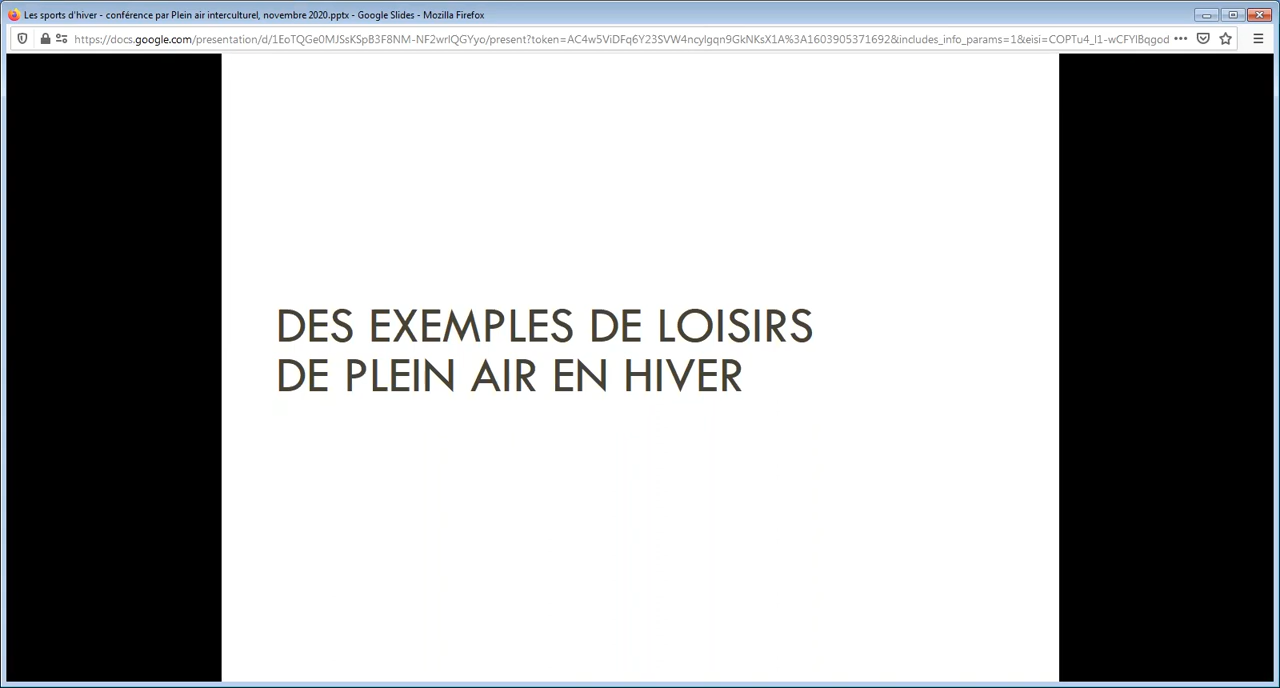 Les sports d'hiver - conférence par Plein air interculturel, novembre 2020.pptx - Google Slides - Mozilla Firefox
https://docs.google.com/presentation/d/1EoTQGe0MJSsKSpB3F8NM-NF2wrlQGYyo/present?token=AC4w5ViDFq6Y23SVW4ncylgqn9GkNKsX1A%3A1603905371692&includes_info_params=1&eisi=COPTu4_l1-wCFYlBqgod
DES EXEMPLES DE LOISIRS
DE PLEIN AIR EN HIVER